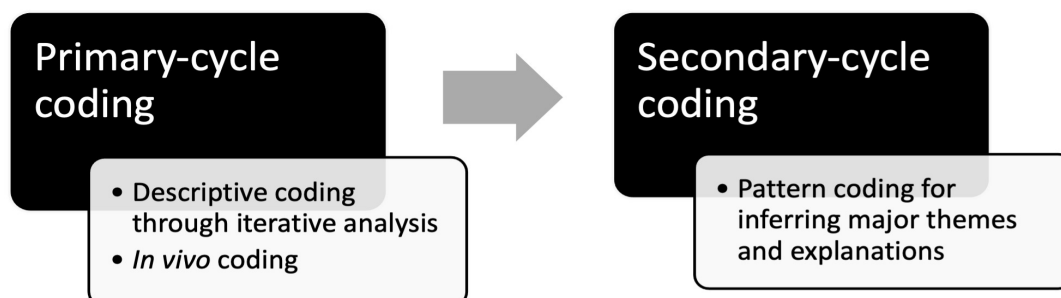 Primary-cycle
coding
• Descriptive coding
through iterative analysis
• In vivo coding
Secondary-cycle
coding
• Pattern coding for
inferring major themes
and explanations